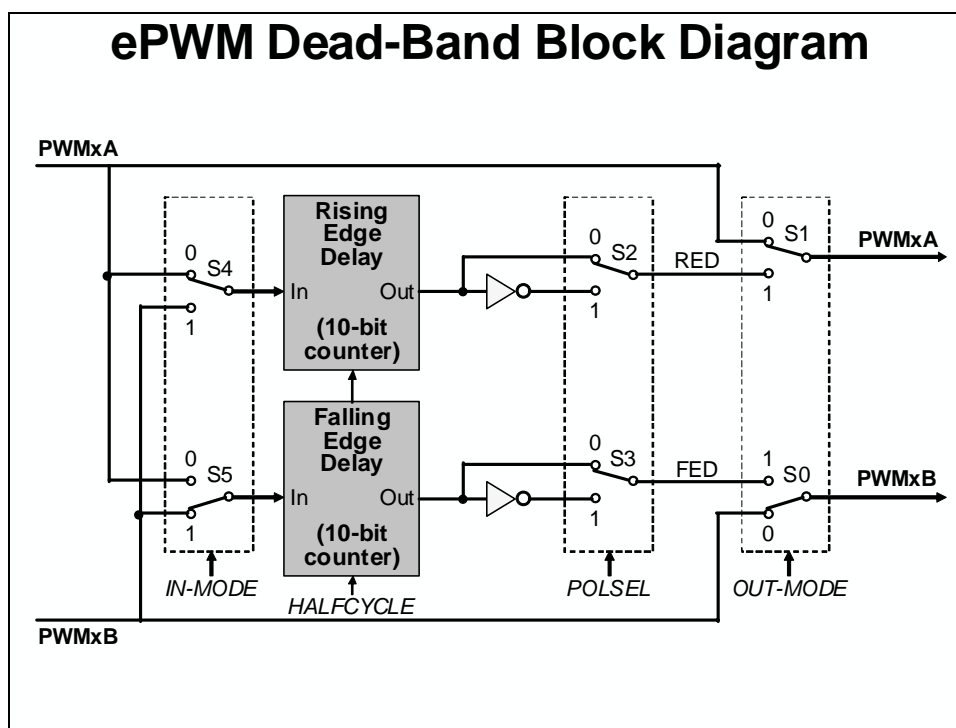 ePWM Dead-Band Block Diagram
PWMxA
Rising
Edge
Delay
0
S4
1
In
Out
(10-bit
counter)
0
S2
1
RED
0
S1
1
PWMxA
Falling
Edge
Delay
0
S5
1
In
Out
(10-bit
counter)
0
S3
1
FED
1
S0
0
PWMxB
IN-MODE
HALFCYCLE
POLSEL
OUT-MODE
PWMxB